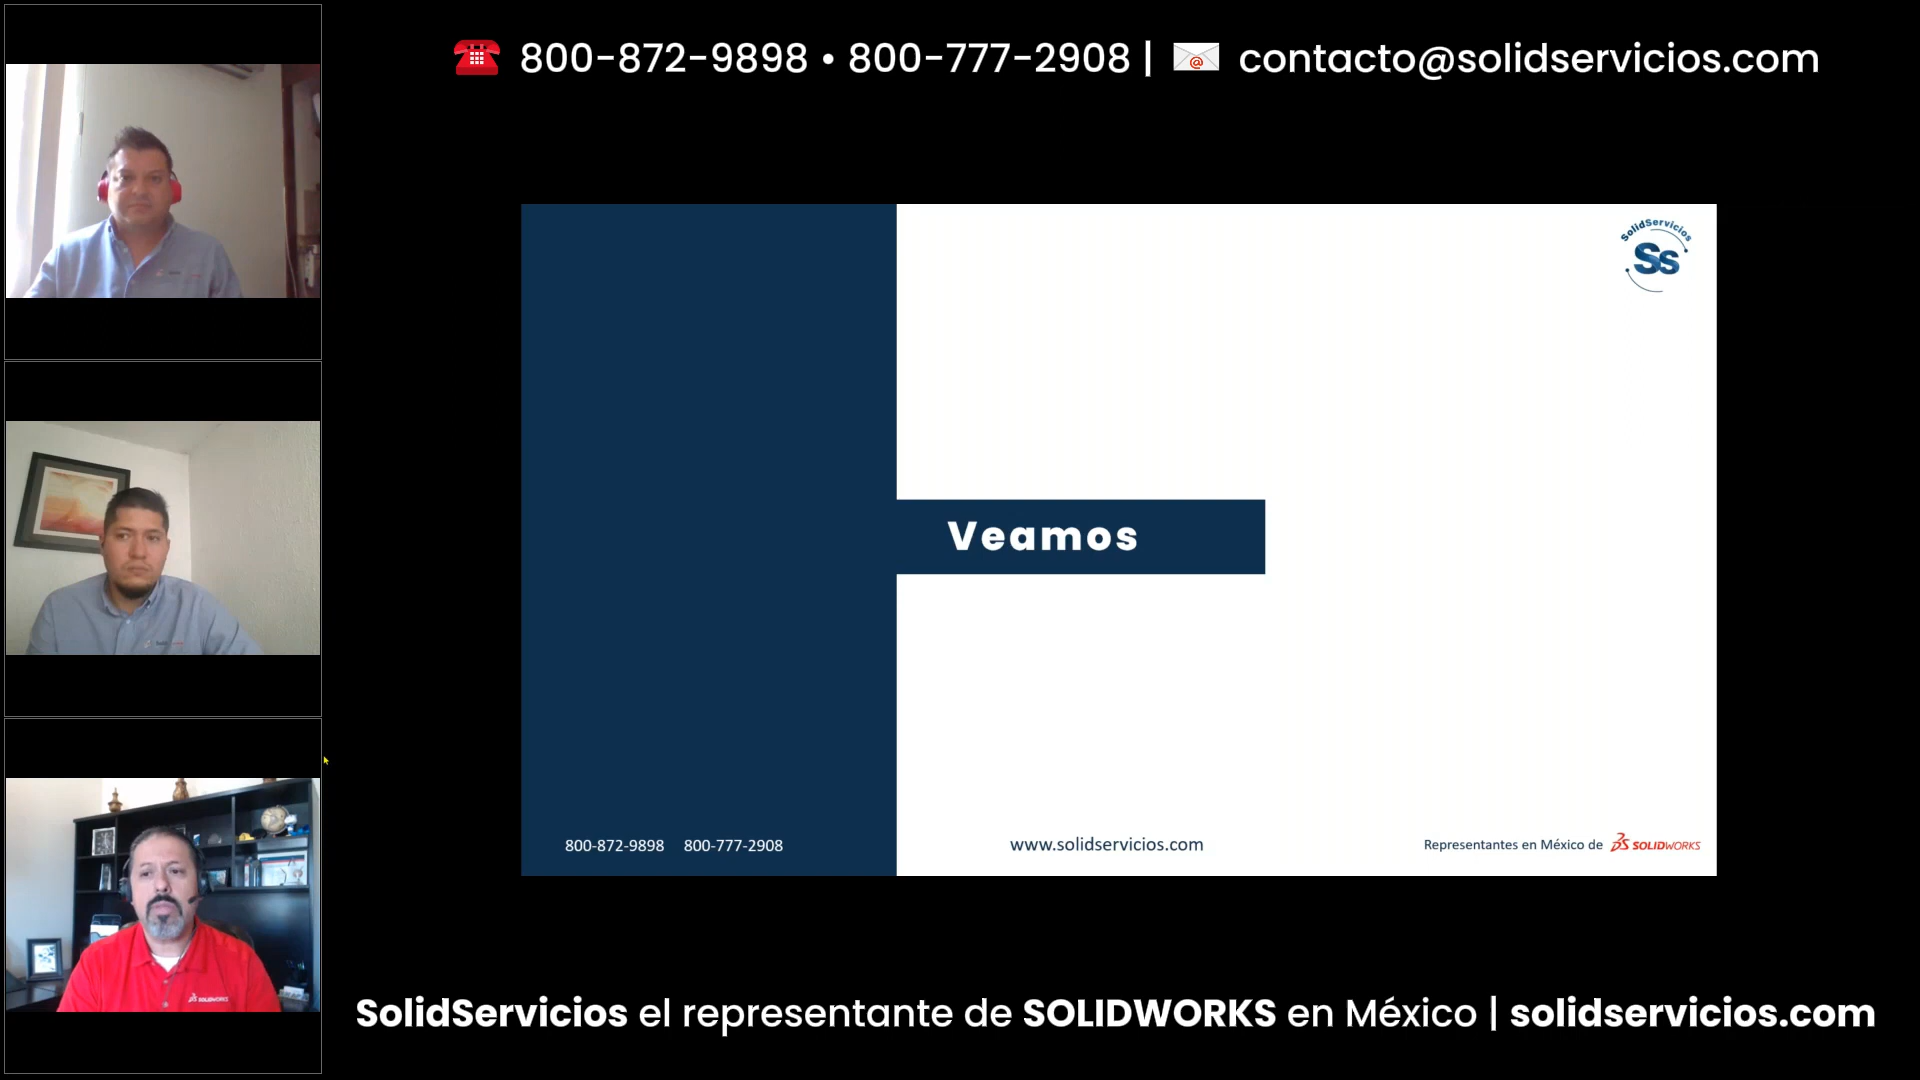 800-872-9898 • 800-777-2908 | contacto@solidservicios.com
SolidServicios
Ss
Veamos
800-872-9898 800-777-2908
www.solidservicios.com
Representantes en México de SOLIDWORKS
SOLIDWORKS
SolidServicios el representante de SOLIDWORKS en México | solidservicios.com